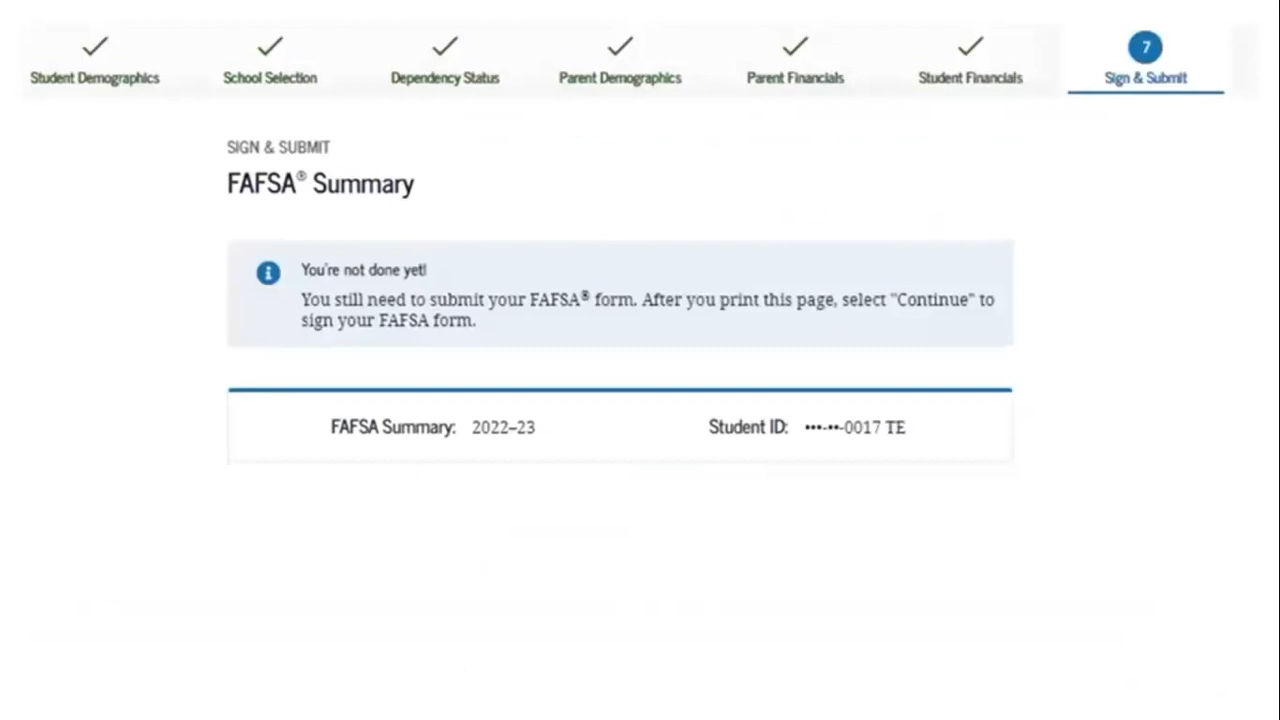 Student Demographics
School Selection
Dependency Status
Parent Demographics
Parent Financials
Student Financials
7
Sign & Submit
SIGN & SUBMIT
FAFSA® Summary
You're not done yet!
You still need to submit your FAFSA® form. After you print this page, select "Continue" to
sign your FAFSA form.
FAFSA Summary: 2022–23
Student ID: •••-••-0017 TE